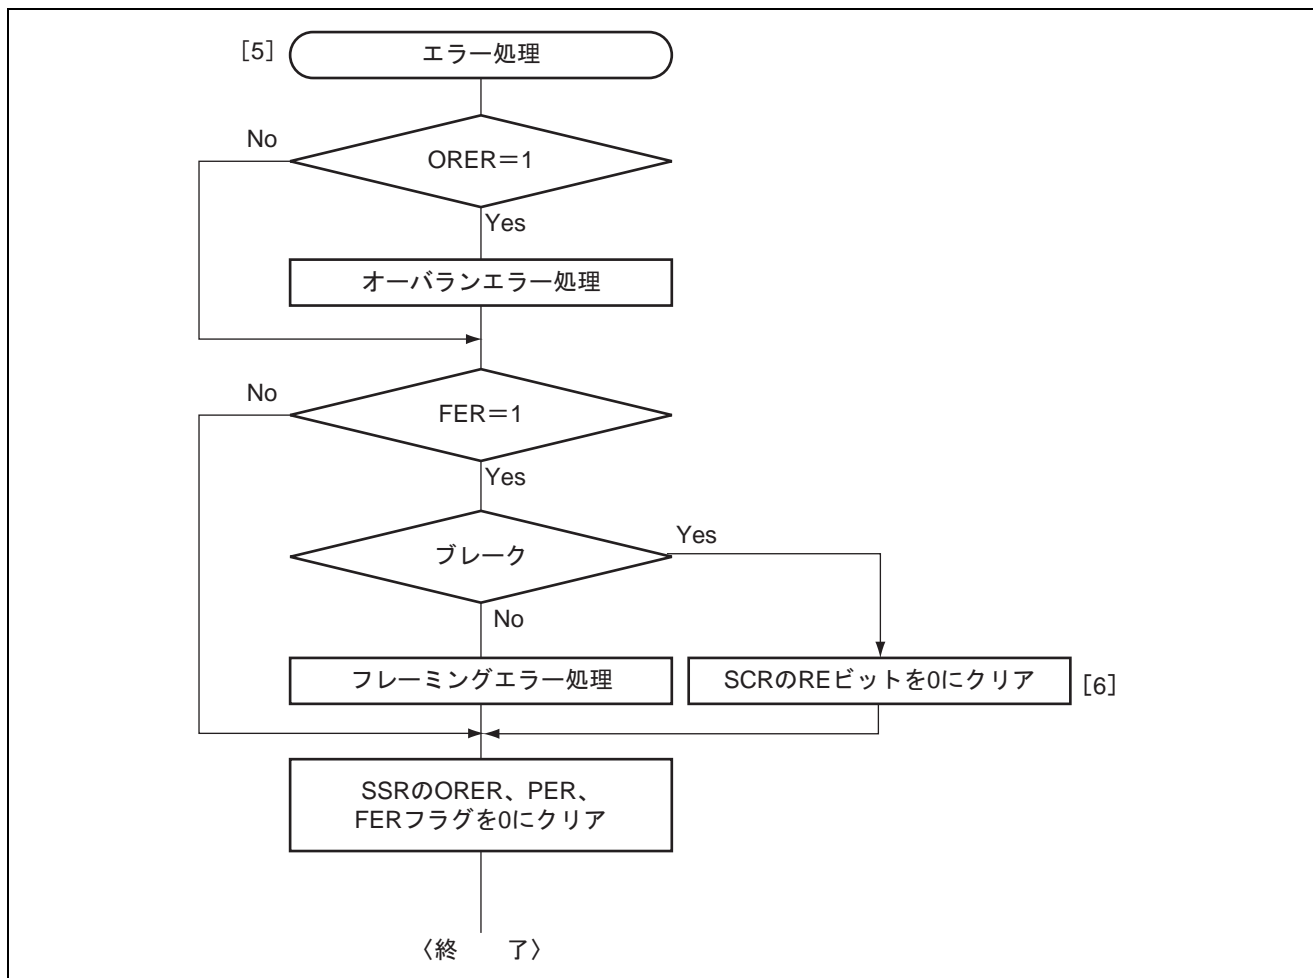 [5]
エラー処理
No
ORER＝1
Yes
オーバランエラー処理
No
FER＝1
Yes
ブレーク
Yes
No
フレーミングエラー処理
SCRのREビットを0にクリア
[6]
SSRのORER、PER、
FERフラグを0にクリア
〈終　了〉